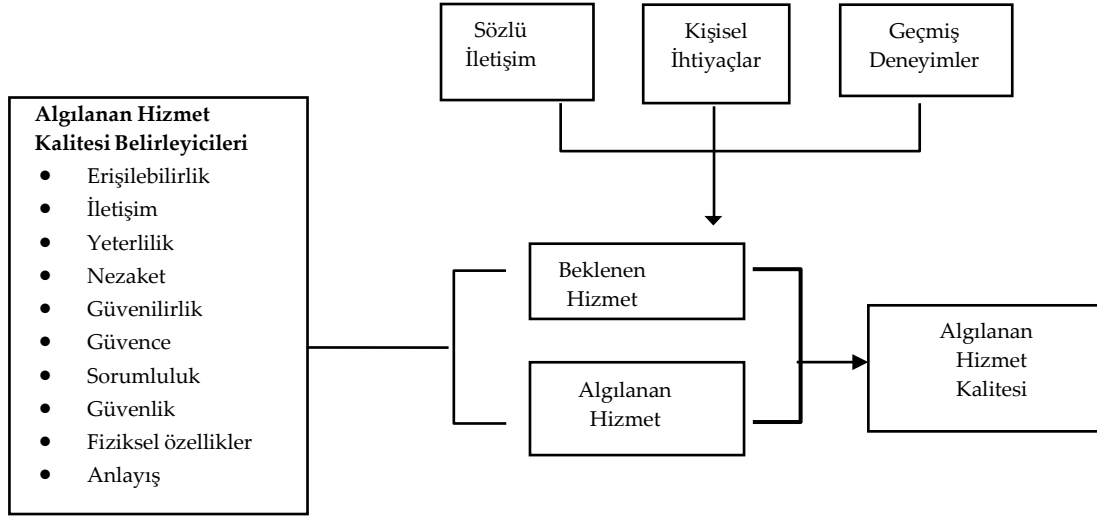 Sözlü
İletişim
Kişisel
İhtiyaçlar
Geçmiş
Deneyimler
Algılanan Hizmet
Kalitesi Belirleyicileri
• Erişilebilirlik
• İletişim
• Yeterlilik
• Nezaket
• Güvenilirlik
• Güvence
• Sorumluluk
• Güvenlik
• Fiziksel özellikler
• Anlayış
Beklenen
Hizmet
Algılanan
Hizmet
Algılanan
Hizmet
Kalitesi